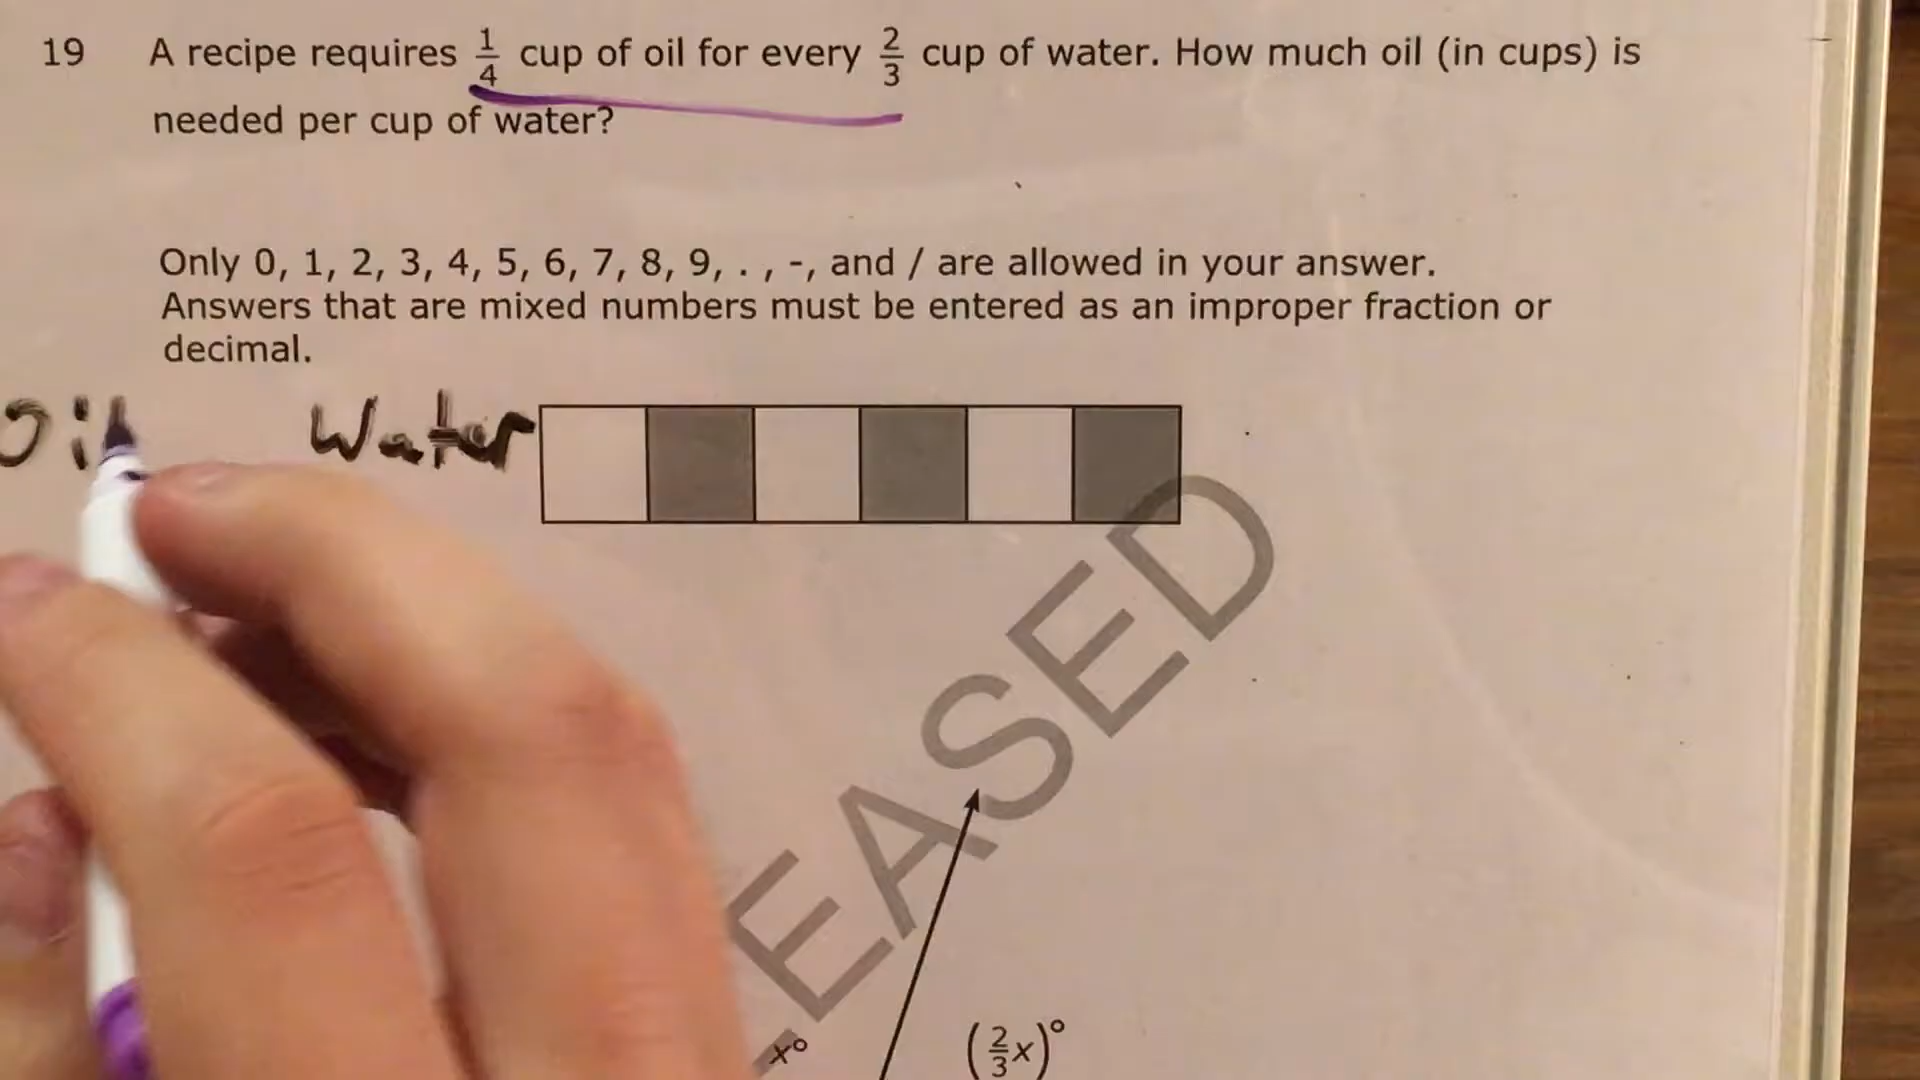 19 A recipe requires 1/4 cup of oil for every 2/3 cup of water. How much oil (in cups) is
needed per cup of water?
Only 0, 1, 2, 3, 4, 5, 6, 7, 8, 9, . , -, and / are allowed in your answer.
Answers that are mixed numbers must be entered as an improper fraction or
decimal.
Oil Water
EASED
x° (2/3x)°